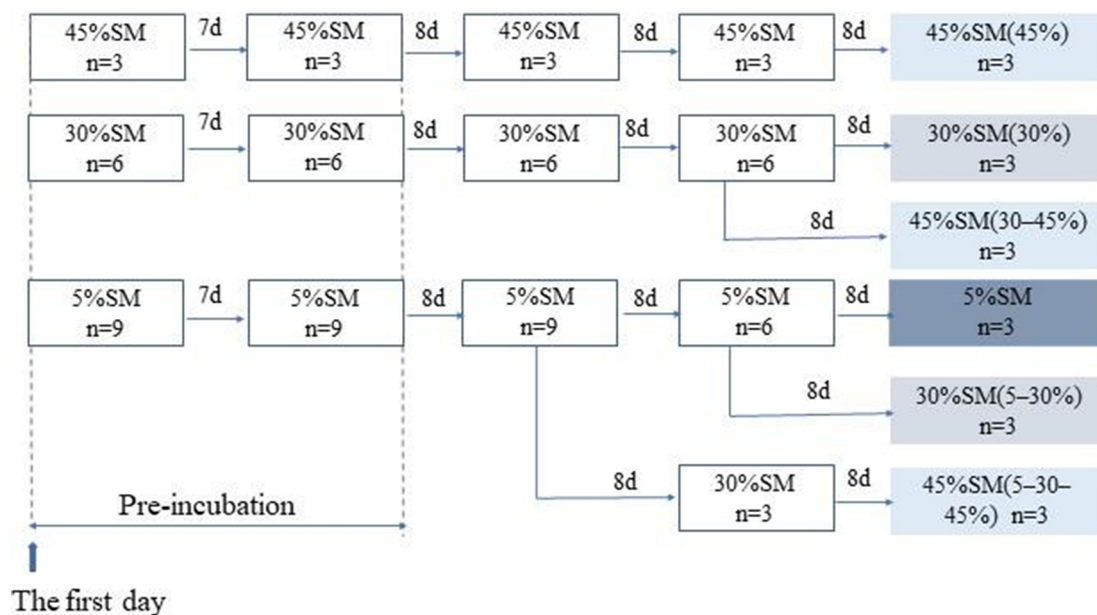 7d
8d
8d
8d
45%SM
n=3
45%SM
n=3
45%SM
n=3
45%SM
n=3
45%SM(45%)
n=3
7d
8d
8d
8d
30%SM
n=6
30%SM
n=6
30%SM
n=6
30%SM
n=6
30%SM(30%)
n=3
8d
45%SM(30–45%)
n=3
7d
8d
8d
8d
5%SM
n=9
5%SM
n=9
5%SM
n=9
5%SM
n=6
5%SM
n=3
8d
30%SM(5–30%)
n=3
8d
30%SM
n=3
8d
45%SM(5–30–
45%) n=3
Pre-incubation
The first day